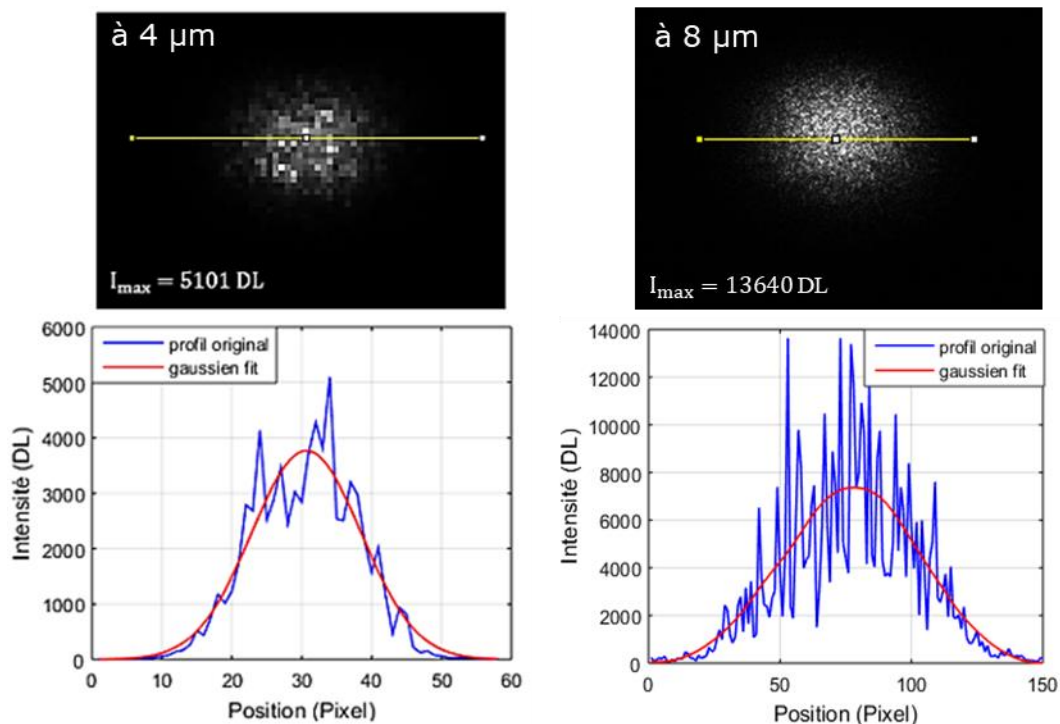 à 4 µm
I_max = 5101 DL
à 8 µm
I_max = 13640 DL
6000
5000
4000
3000
2000
1000
0
profil original
gaussien fit
Intensité (DL)
0 10 20 30 40 50 60
Position (Pixel)
14000
12000
10000
8000
6000
4000
2000
0
profil original
gaussien fit
Intensité (DL)
0 50 100 150
Position (Pixel)